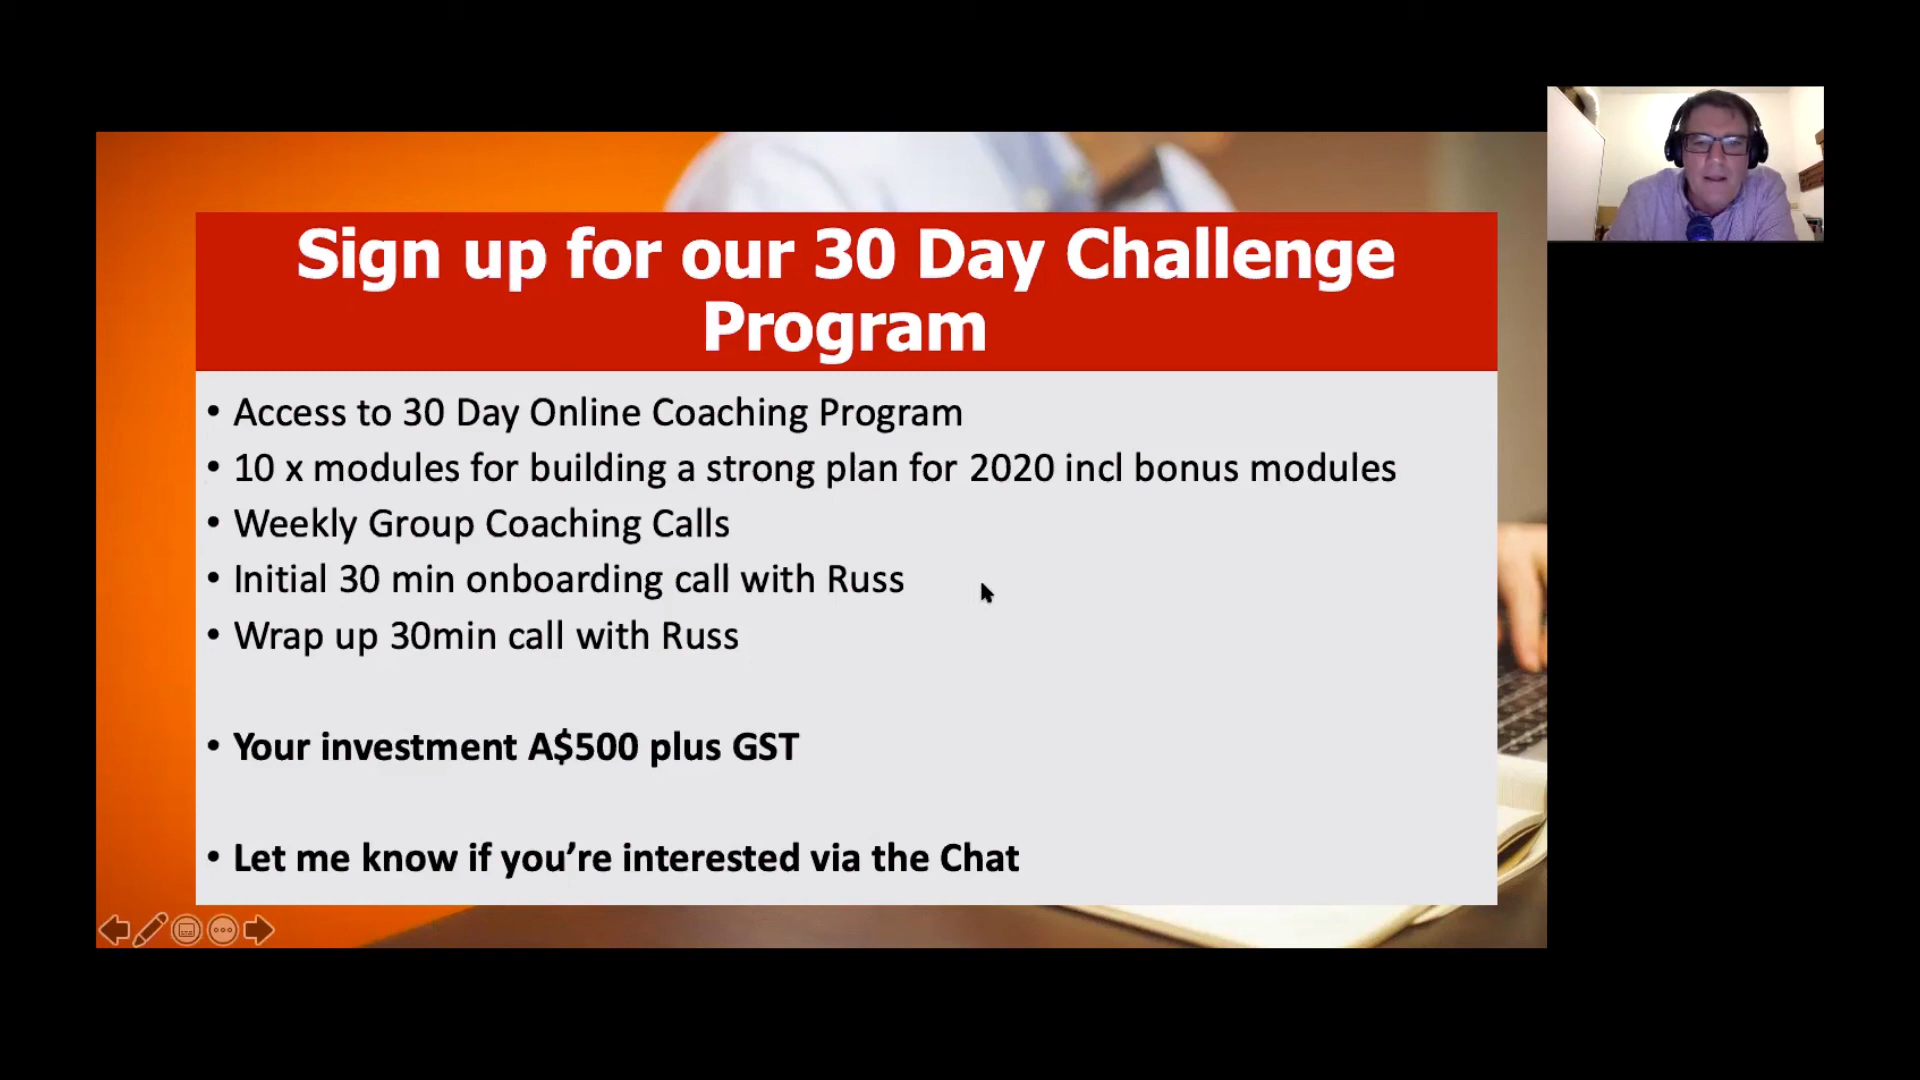 Sign up for our 30 Day Challenge
Program
• Access to 30 Day Online Coaching Program
• 10 x modules for building a strong plan for 2020 incl bonus modules
• Weekly Group Coaching Calls
• Initial 30 min onboarding call with Russ
• Wrap up 30min call with Russ
• Your investment A$500 plus GST
• Let me know if you’re interested via the Chat